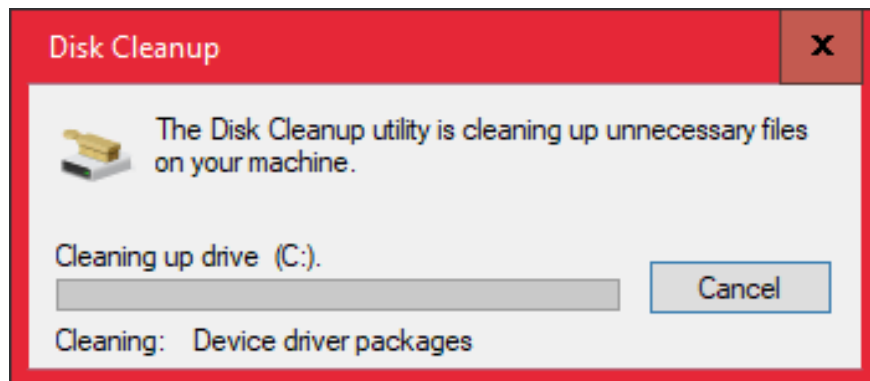 Disk Cleanup
X
The Disk Cleanup utility is cleaning up unnecessary files
on your machine.
Cleaning up drive (C:).
Cancel
Cleaning: Device driver packages